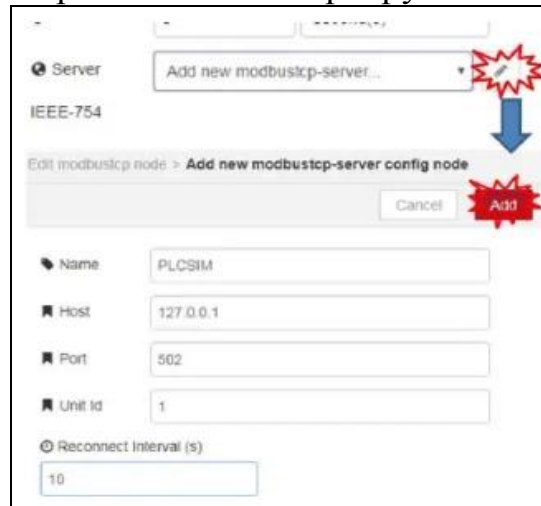 Server
Add new modbustcp-server...
IEEE-754
Edit modbustcp node > Add new modbustcp-server config node
Cancel
Add
Name
PLCSIM
Host
127.0.0.1
Port
502
Unit Id
1
Reconnect Interval (s)
10